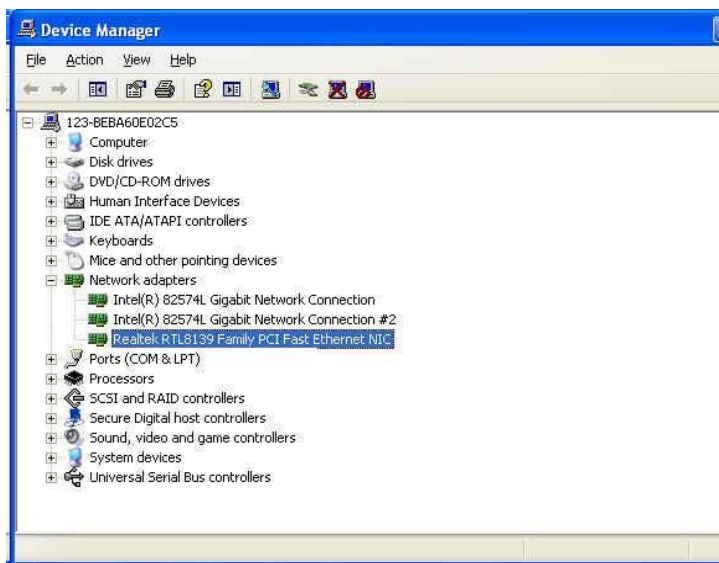 Device Manager
File Action View Help
123-BEBA60E02C5
Computer
Disk drives
DVD/CD-ROM drives
Human Interface Devices
IDE ATA/ATAPI controllers
Keyboards
Mice and other pointing devices
Network adapters
Intel(R) 82574L Gigabit Network Connection
Intel(R) 82574L Gigabit Network Connection #2
Realtek RTL8139 Family PCI Fast Ethernet NIC
Ports (COM & LPT)
Processors
SCSI and RAID controllers
Secure Digital host controllers
Sound, video and game controllers
System devices
Universal Serial Bus controllers